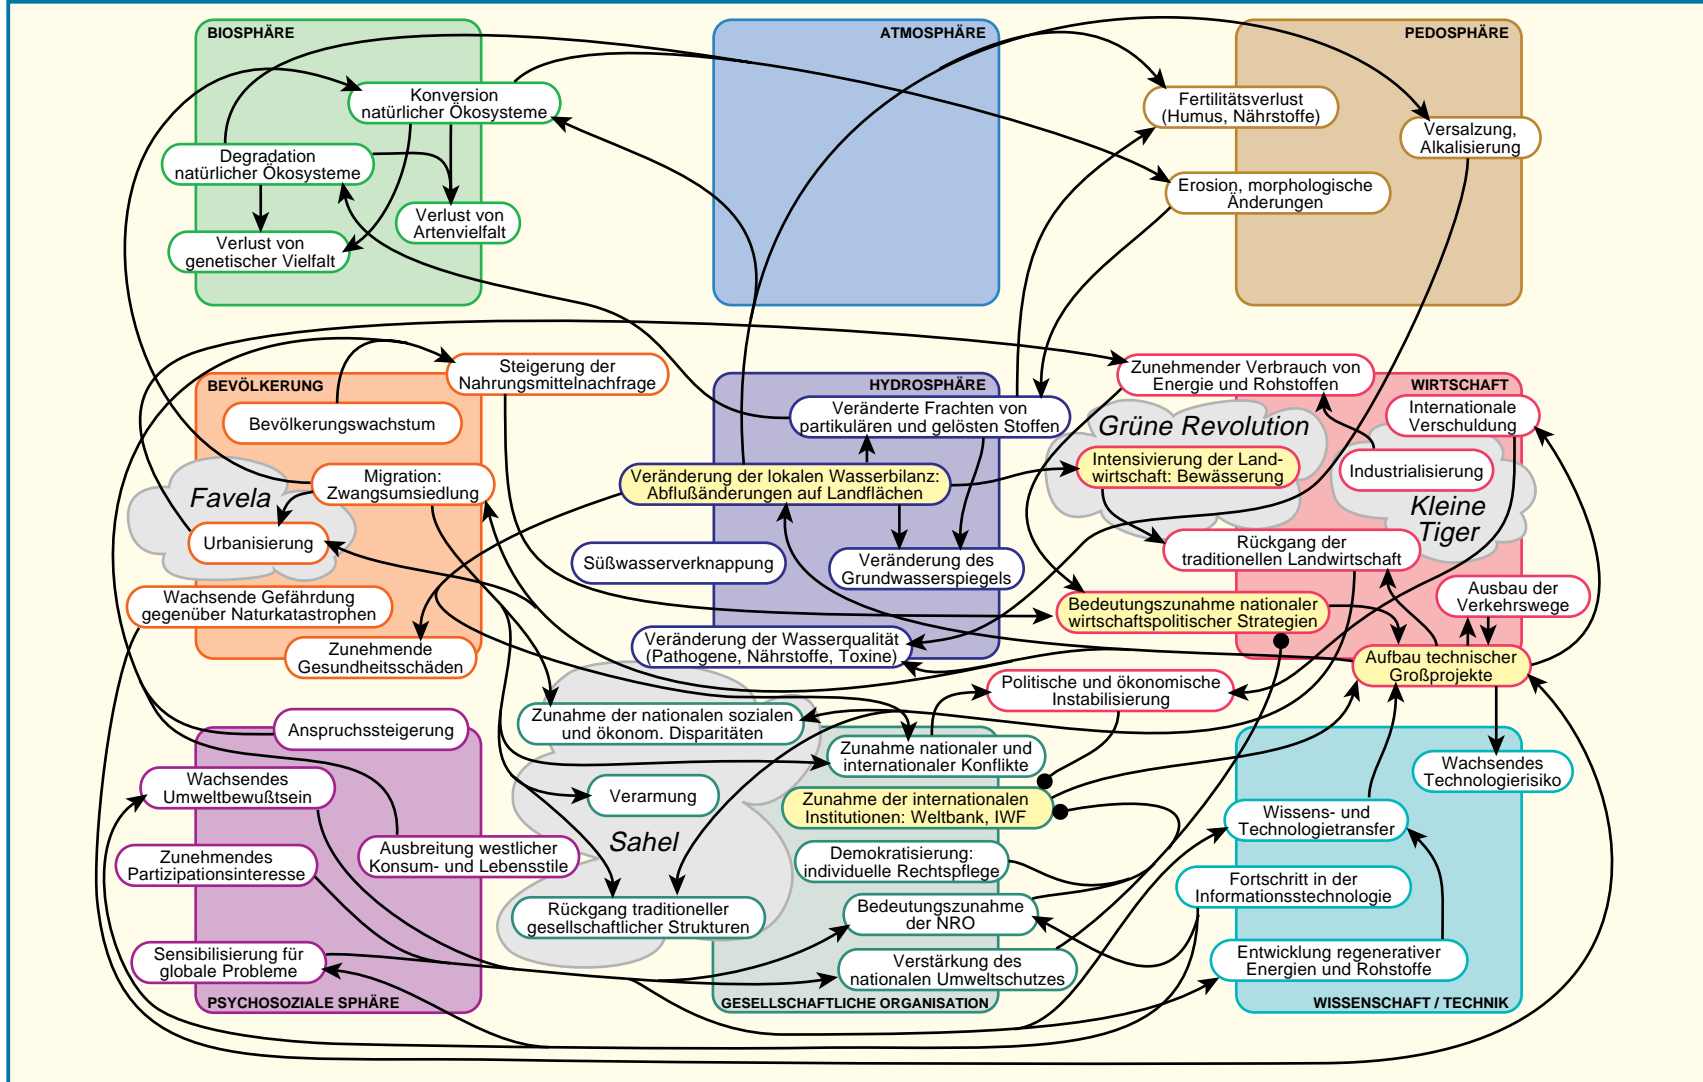 BIOSPHÄRE
ATMOSPHÄRE
PEDOSPHÄRE
Konversion
natürlicher Ökosysteme
Degradation
natürlicher Ökosysteme
Verlust von
Artenvielfalt
Verlust von
genetischer Vielfalt
Fertilitätsverlust
(Humus, Nährstoffe)
Versalzung,
Alkalisierung
Erosion, morphologische
Änderungen
BEVÖLKERUNG
Steigerung der
Nahrungsmittelnachfrage
Bevölkerungswachstum
Migration:
Zwangsumsiedlung
Favela
Urbanisierung
Wachsende Gefährdung
gegenüber Naturkatastrophen
Zunehmende
Gesundheitsschäden
HYDROSPHÄRE
Veränderte Frachten von
partikulären und gelösten Stoffen
Veränderung der lokalen Wasserbilanz:
Abflußänderungen auf Landflächen
Süßwasserverknappung
Veränderung des
Grundwasserspiegels
Veränderung der Wasserqualität
(Pathogene, Nährstoffe, Toxine)
WIRTSCHAFT
Zunehmender Verbrauch von
Energie und Rohstoffen
Internationale
Verschuldung
Grüne Revolution
Intensivierung der Land-
wirtschaft: Bewässerung
Industrialisierung
Kleine
Tiger
Rückgang der
traditionellen Landwirtschaft
Ausbau der
Verkehrswege
Bedeutungszunahme nationaler
wirtschaftspolitischer Strategien
Aufbau technischer
Großprojekte
Politische und ökonomische
Instabilisierung
PSYCHOSOZIALE SPHÄRE
Anspruchssteigerung
Wachsendes
Umweltbewußtsein
Ausbreitung westlicher
Konsum- und Lebensstile
Zunehmendes
Partizipationsinteresse
Sensibilisierung für
globale Probleme
Sahel
Zunahme der nationalen sozialen
und ökonom. Disparitäten
Verarmung
Rückgang traditioneller
gesellschaftlicher Strukturen
GESELLSCHAFTLICHE ORGANISATION
Zunahme nationaler und
internationaler Konflikte
Zunahme der internationalen
Institutionen: Weltbank, IWF
Demokratisierung:
individuelle Rechtspflege
Bedeutungszunahme
der NRO
Verstärkung des
nationalen Umweltschutzes
WISSENSCHAFT / TECHNIK
Wachsendes
Technologierisiko
Wissens- und
Technologietransfer
Fortschritt in der
Informationsstechnologie
Entwicklung regenerativer
Energien und Rohstoffe